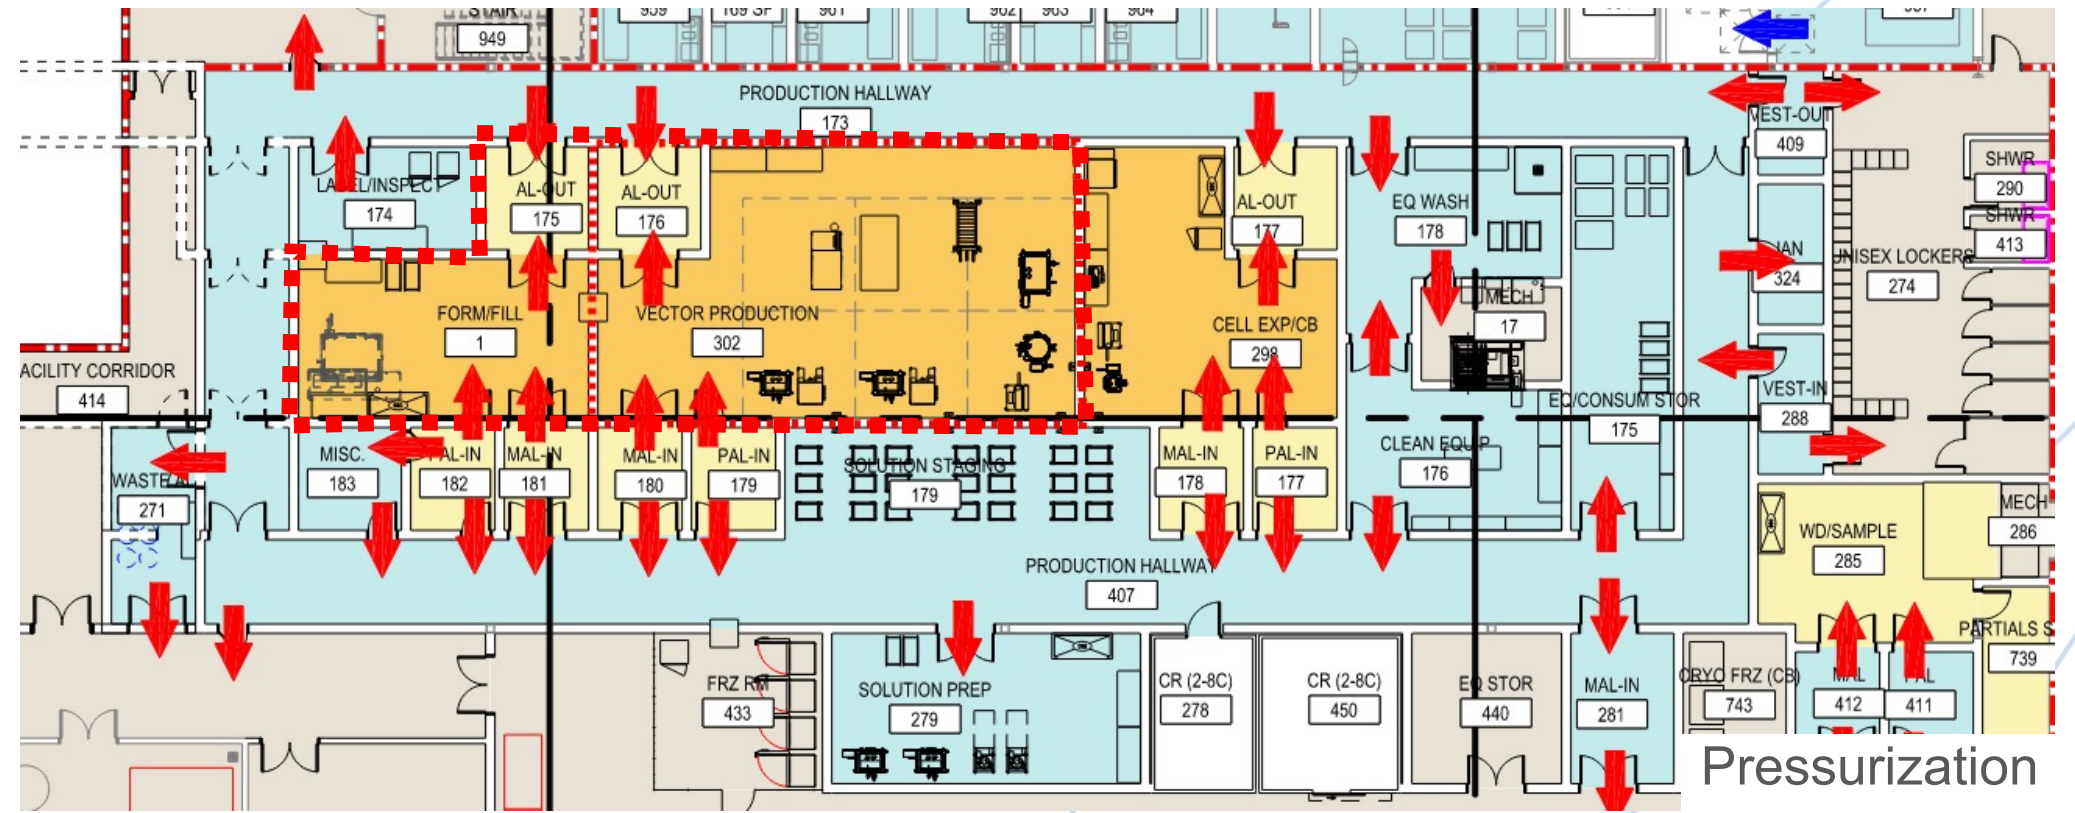 STAIR
949
959
169 SF
961
962
963
964
PRODUCTION HALLWAY
173
VEST-OUT
409
SHWR
290
SHWR
413
LABEL/INSPECT
174
AL-OUT
175
AL-OUT
176
AL-OUT
177
EQ WASH
178
JAN
324
UNISEX LOCKERS
274
MECH
17
FORM/FILL
1
VECTOR PRODUCTION
302
CELL EXP/CB
298
ACILITY CORRIDOR
414
VEST-IN
288
EQ/CONSUM STOR
175
MISC.
183
PAL-IN
182
MAL-IN
181
MAL-IN
180
PAL-IN
179
SOLUTION STAGING
179
MAL-IN
178
PAL-IN
177
CLEAN EQUIP
176
WASTE A
271
MECH
286
WD/SAMPLE
285
PRODUCTION HALLWAY
407
PARTIALS S
739
FRZ RM
433
SOLUTION PREP
279
CR (2-8C)
278
CR (2-8C)
450
EQ STOR
440
MAL-IN
281
CRYO FRZ (CB)
743
MAL
412
PAL
411
Pressurization